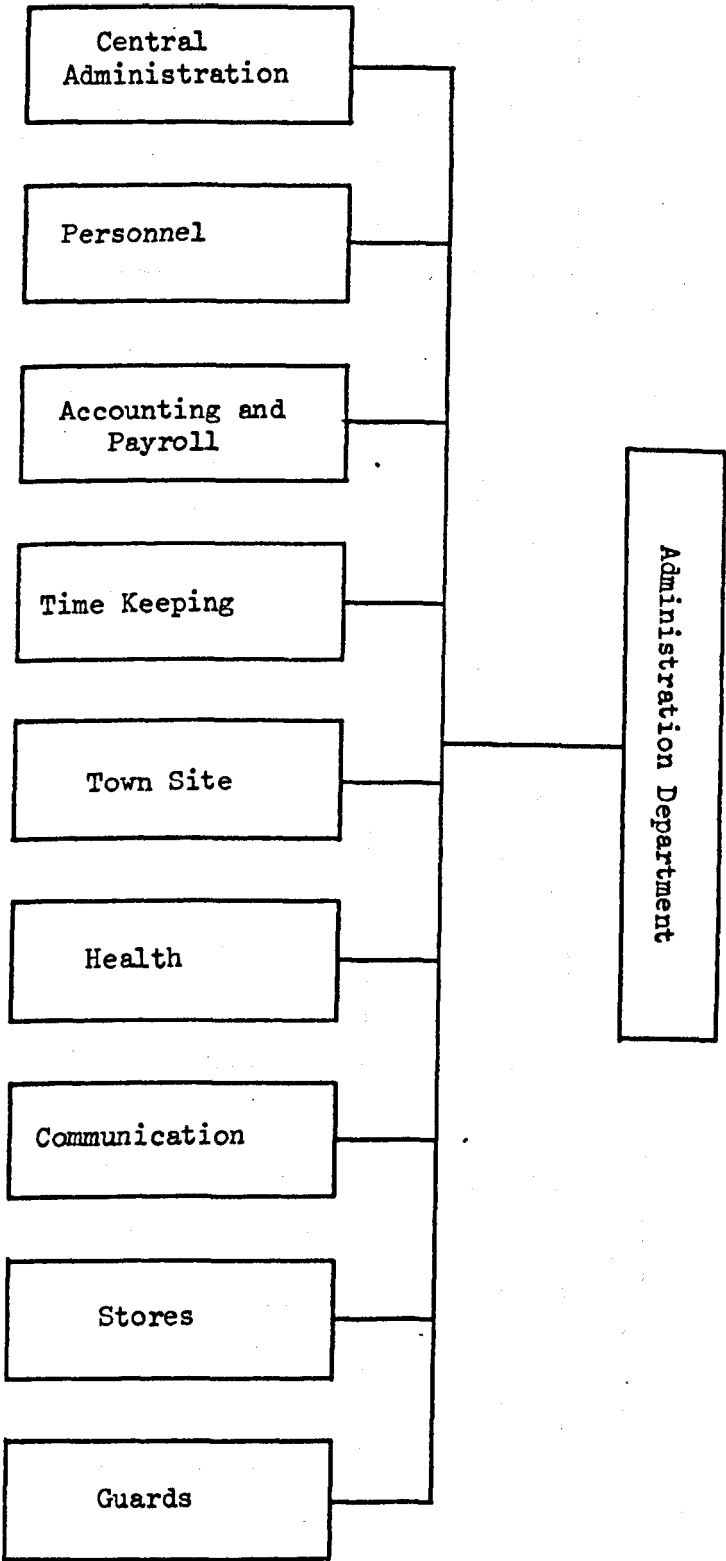 Central
Administration
Personnel
Accounting and
Payroll
Time Keeping
Town Site
Health
Communication
Stores
Guards
Administration Department